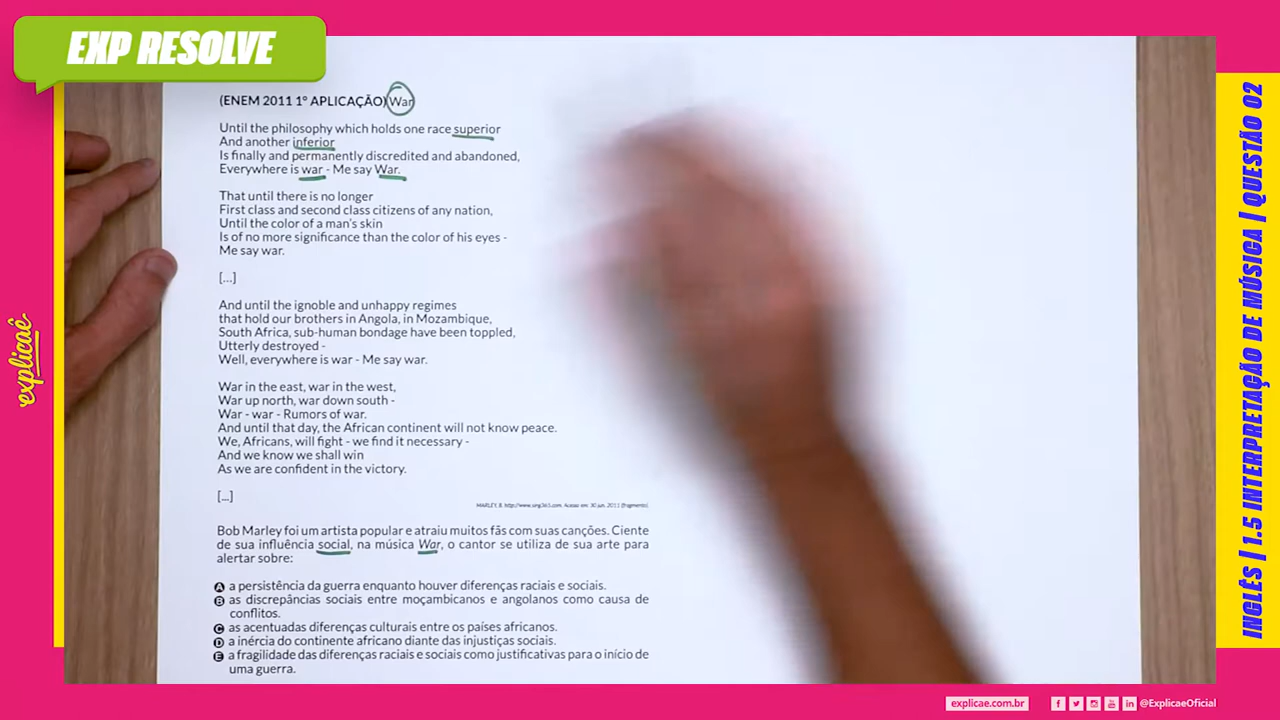 EXP RESOLVE
(ENEM 2011 1º APLICAÇÃO) War
Until the philosophy which holds one race superior
And another inferior
Is finally and permanently discredited and abandoned,
Everywhere is war - Me say War.
That until there is no longer
First class and second class citizens of any nation,
Until the color of a man's skin
Is of no more significance than the color of his eyes -
Me say war.
[...]
And until the ignoble and unhappy regimes
that hold our brothers in Angola, in Mozambique,
South Africa, sub-human bondage have been toppled,
Utterly destroyed -
Well, everywhere is war - Me say war.
War in the east, war in the west,
War up north, war down south -
War - war - Rumors of war.
And until that day, the African continent will not know peace.
We, Africans, will fight - we find it necessary -
And we know we shall win
As we are confident in the victory.
[...]
MARLEY, B. http://www.sing365.com. Acesso em: 30 jun. 2011 (fragmento).
Bob Marley foi um artista popular e atraiu muitos fãs com suas canções. Ciente
de sua influência social, na música War, o cantor se utiliza de sua arte para
alertar sobre:
A a persistência da guerra enquanto houver diferenças raciais e sociais.
B as discrepâncias sociais entre moçambicanos e angolanos como causa de
conflitos.
C as acentuadas diferenças culturais entre os países africanos.
D a inércia do continente africano diante das injustiças sociais.
E a fragilidade das diferenças raciais e sociais como justificativas para o início de
uma guerra.
explicaê
INGLÊS | 1.5 INTERPRETAÇÃO DE MÚSICA | QUESTÃO 02
explicae.com.br
@ExplicaeOficial